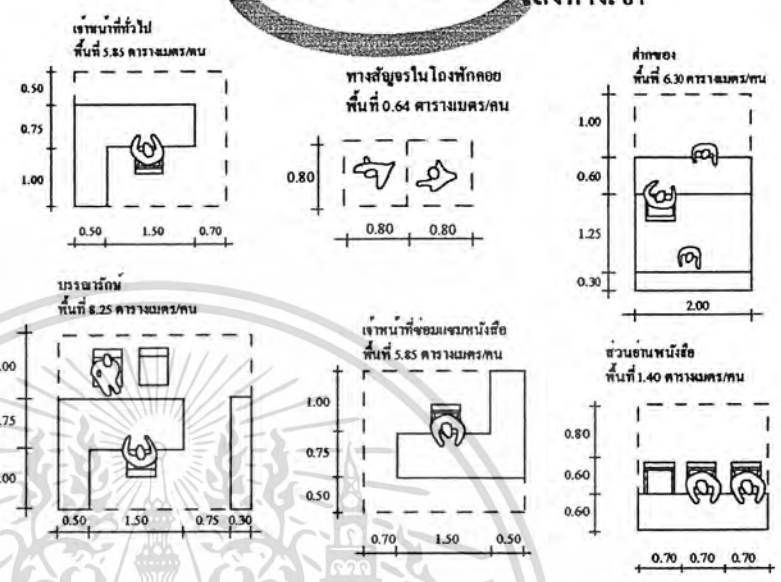 เจ้าหน้าที่ทั่วไป
พื้นที่ 5.85 ตารางเมตร/คน
0.50
0.75
1.00
0.50 1.50 0.70
ทางสัญจรในโถงพักคอย
พื้นที่ 0.64 ตารางเมตร/คน
0.80
0.80 0.80
ฝากของ
พื้นที่ 6.30 ตารางเมตร/คน
1.00
0.60
1.25
0.30
2.00
บรรณารักษ์
พื้นที่ 8.25 ตารางเมตร/คน
.00
.75
.00
0.50 1.50 0.75 0.30
เจ้าหน้าที่ซ่อมแซมหนังสือ
พื้นที่ 5.85 ตารางเมตร/คน
1.00
0.75
0.50
0.70 1.50 0.50
ส่วนอ่านหนังสือ
พื้นที่ 1.40 ตารางเมตร/คน
0.80
0.60
0.60
0.70 0.70 0.70